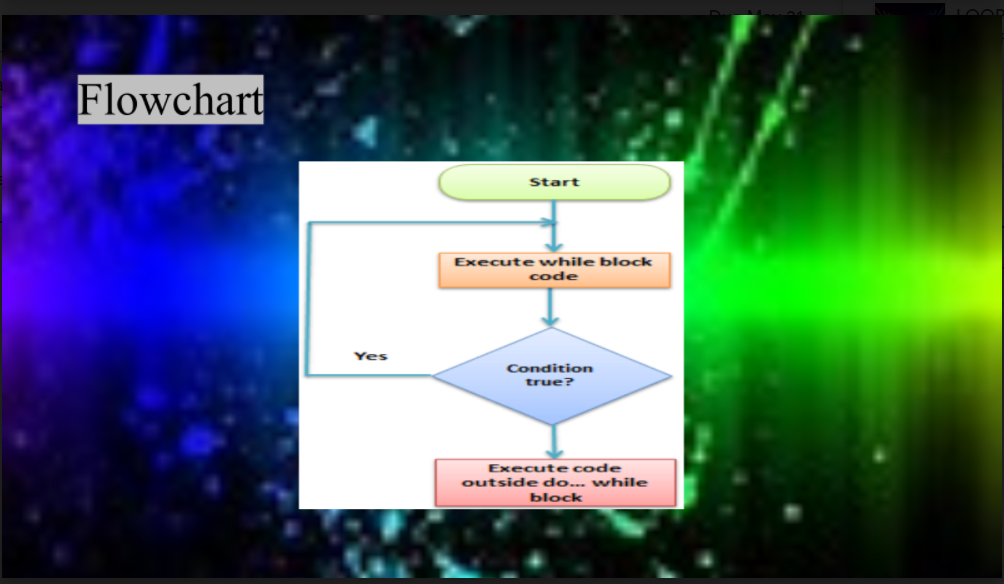 Flowchart
Start
Execute while block
code
Condition
true?
Yes
Execute code
outside do... while
block